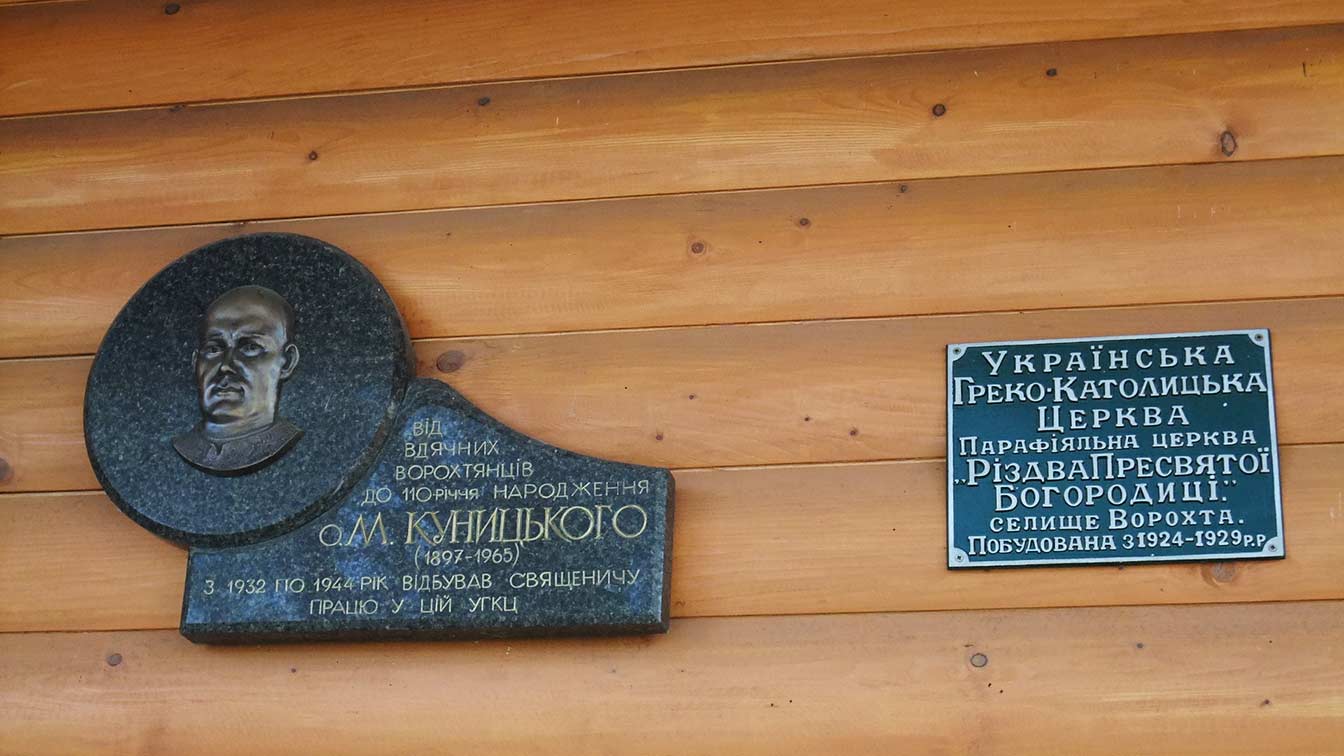 ВІД
ВДЯЧНИХ
ВОРОХТЯНЦІВ
ДО 110-РІЧЧЯ НАРОДЖЕННЯ
О.М. КУНИЦЬКОГО
(1897-1965)
З 1932 ПО 1944 РІК ВІДБУВАВ СВЯЩЕНИЧУ
ПРАЦЮ У ЦІЙ УГКЦ
УКРАЇНСЬКА
ГРЕКО-КАТОЛИЦЬКА
ЦЕРКВА
ПАРАФІЯЛЬНА ЦЕРКВА
"РІЗДВА ПРЕСВЯТОЇ
БОГОРОДИЦІ."
СЕЛИЩЕ ВОРОХТА.
ПОБУДОВАНА З 1924-1929 Р.Р